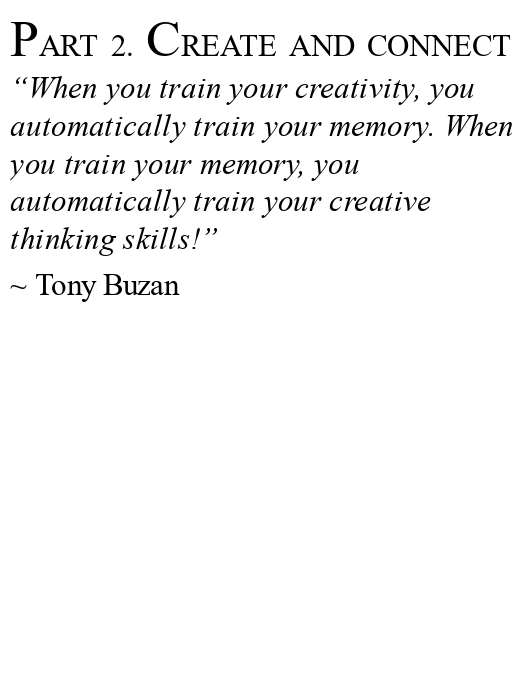 PART 2. CREATE AND CONNECT
“When you train your creativity, you
automatically train your memory. When
you train your memory, you
automatically train your creative
thinking skills!”
~ Tony Buzan